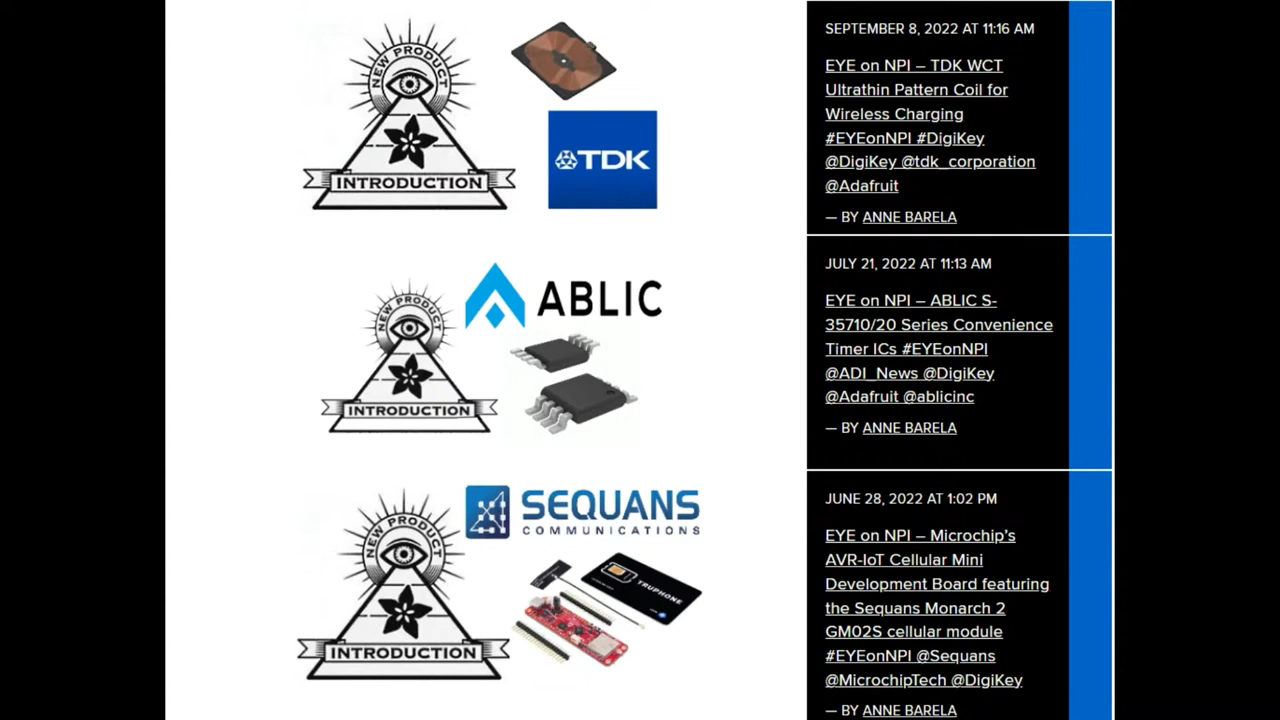 NEW PRODUCT
INTRODUCTION
TDK
SEPTEMBER 8, 2022 AT 11:16 AM
EYE on NPI – TDK WCT
Ultrathin Pattern Coil for
Wireless Charging
#EYEonNPI #DigiKey
@DigiKey @tdk_corporation
@Adafruit
— BY ANNE BARELA
NEW PRODUCT
INTRODUCTION
ABLIC
JULY 21, 2022 AT 11:13 AM
EYE on NPI – ABLIC S-
35710/20 Series Convenience
Timer ICs #EYEonNPI
@ADI_News @DigiKey
@Adafruit @ablicinc
— BY ANNE BARELA
NEW PRODUCT
INTRODUCTION
SEQUANS
COMMUNICATIONS
TRUPHONE
JUNE 28, 2022 AT 1:02 PM
EYE on NPI – Microchip’s
AVR-IoT Cellular Mini
Development Board featuring
the Sequans Monarch 2
GM02S cellular module
#EYEonNPI @Sequans
@MicrochipTech @DigiKey
— BY ANNE BARELA